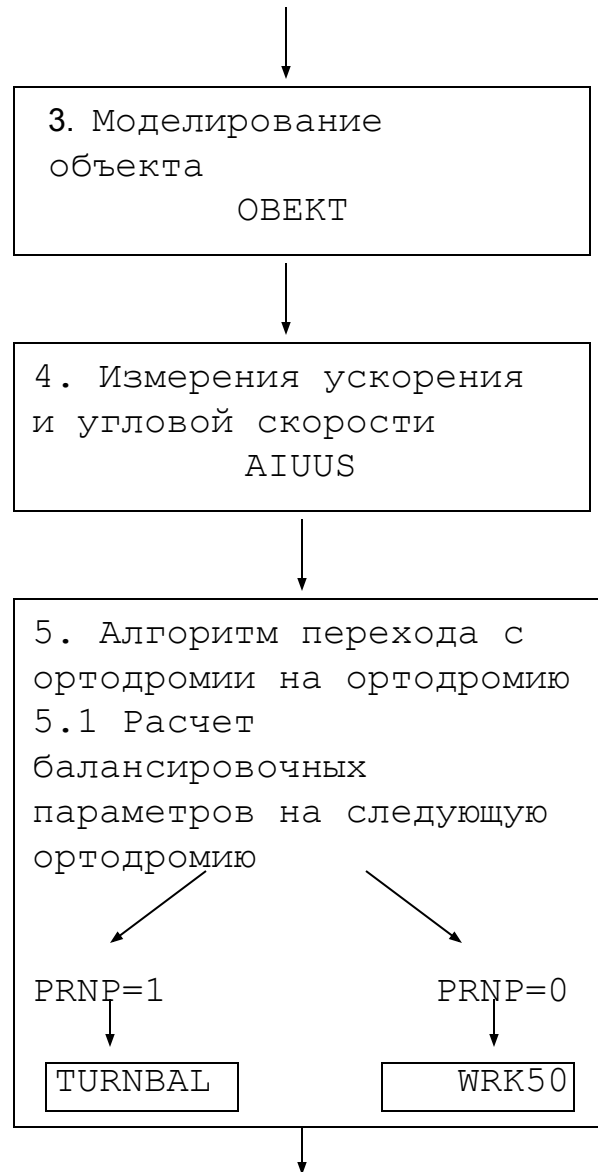 3. Моделирование
объекта
OBEKT
4. Измерения ускорения
и угловой скорости
AIUUS
5. Алгоритм перехода с
ортодромии на ортодромию
5.1 Расчет
балансировочных
параметров на следующую
ортодромию
PRNP=1 PRNP=0
TURNBAL WRK50